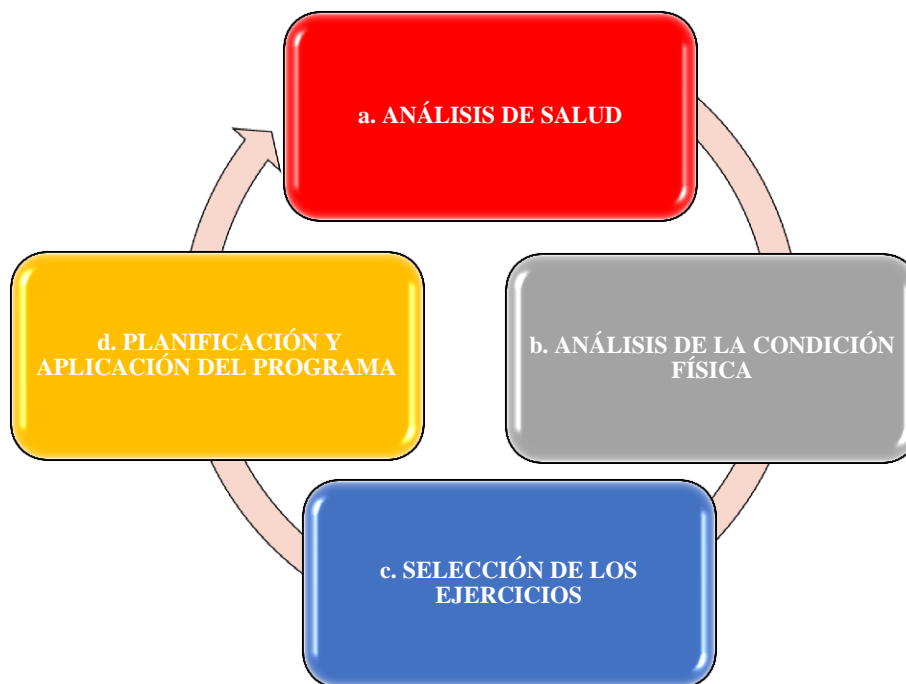 a. ANÁLISIS DE SALUD
b. ANÁLISIS DE LA CONDICIÓN
FÍSICA
c. SELECCIÓN DE LOS
EJERCICIOS
d. PLANIFICACIÓN Y
APLICACIÓN DEL PROGRAMA